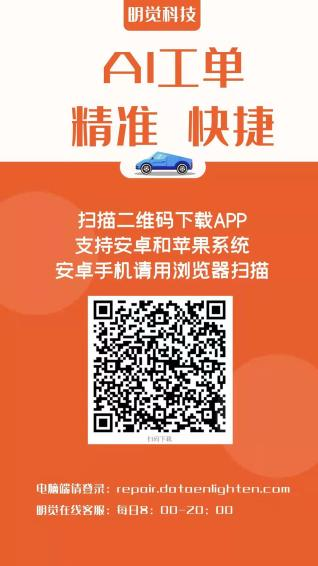 明觉科技
AI工单
精准 快捷
扫描二维码下载APP
支持安卓和苹果系统
安卓手机请用浏览器扫描
扫码下载
电脑端请登录：repair.dataenlighten.com
明觉在线客服：每日8：00-20：00